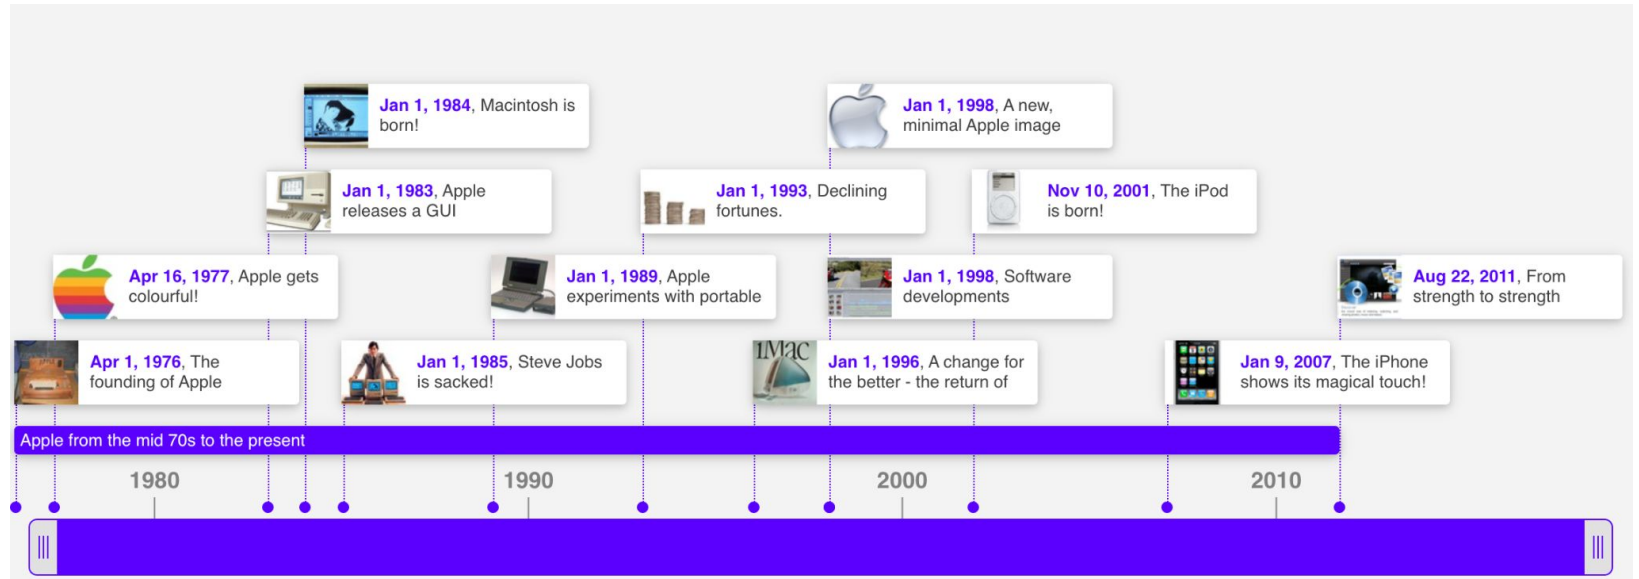 Jan 1, 1984, Macintosh is
born!
Jan 1, 1998, A new,
minimal Apple image
Jan 1, 1983, Apple
releases a GUI
Jan 1, 1993, Declining
fortunes.
Nov 10, 2001, The iPod
is born!
Apr 16, 1977, Apple gets
colourful!
Jan 1, 1989, Apple
experiments with portable
Jan 1, 1998, Software
developments
Aug 22, 2011, From
strength to strength
Apr 1, 1976, The
founding of Apple
Jan 1, 1985, Steve Jobs
is sacked!
iMac
Jan 1, 1996, A change for
the better - the return of
Jan 9, 2007, The iPhone
shows its magical touch!
Apple from the mid 70s to the present
1980
1990
2000
2010